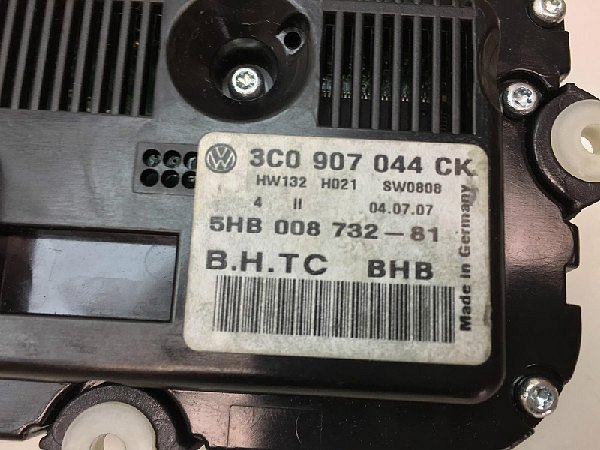 3C0 907 044 CK
HW132 H021 SW0808
4 II 04.07.07
5HB 008 732-81
B.H.TC BHB
Made in Germany